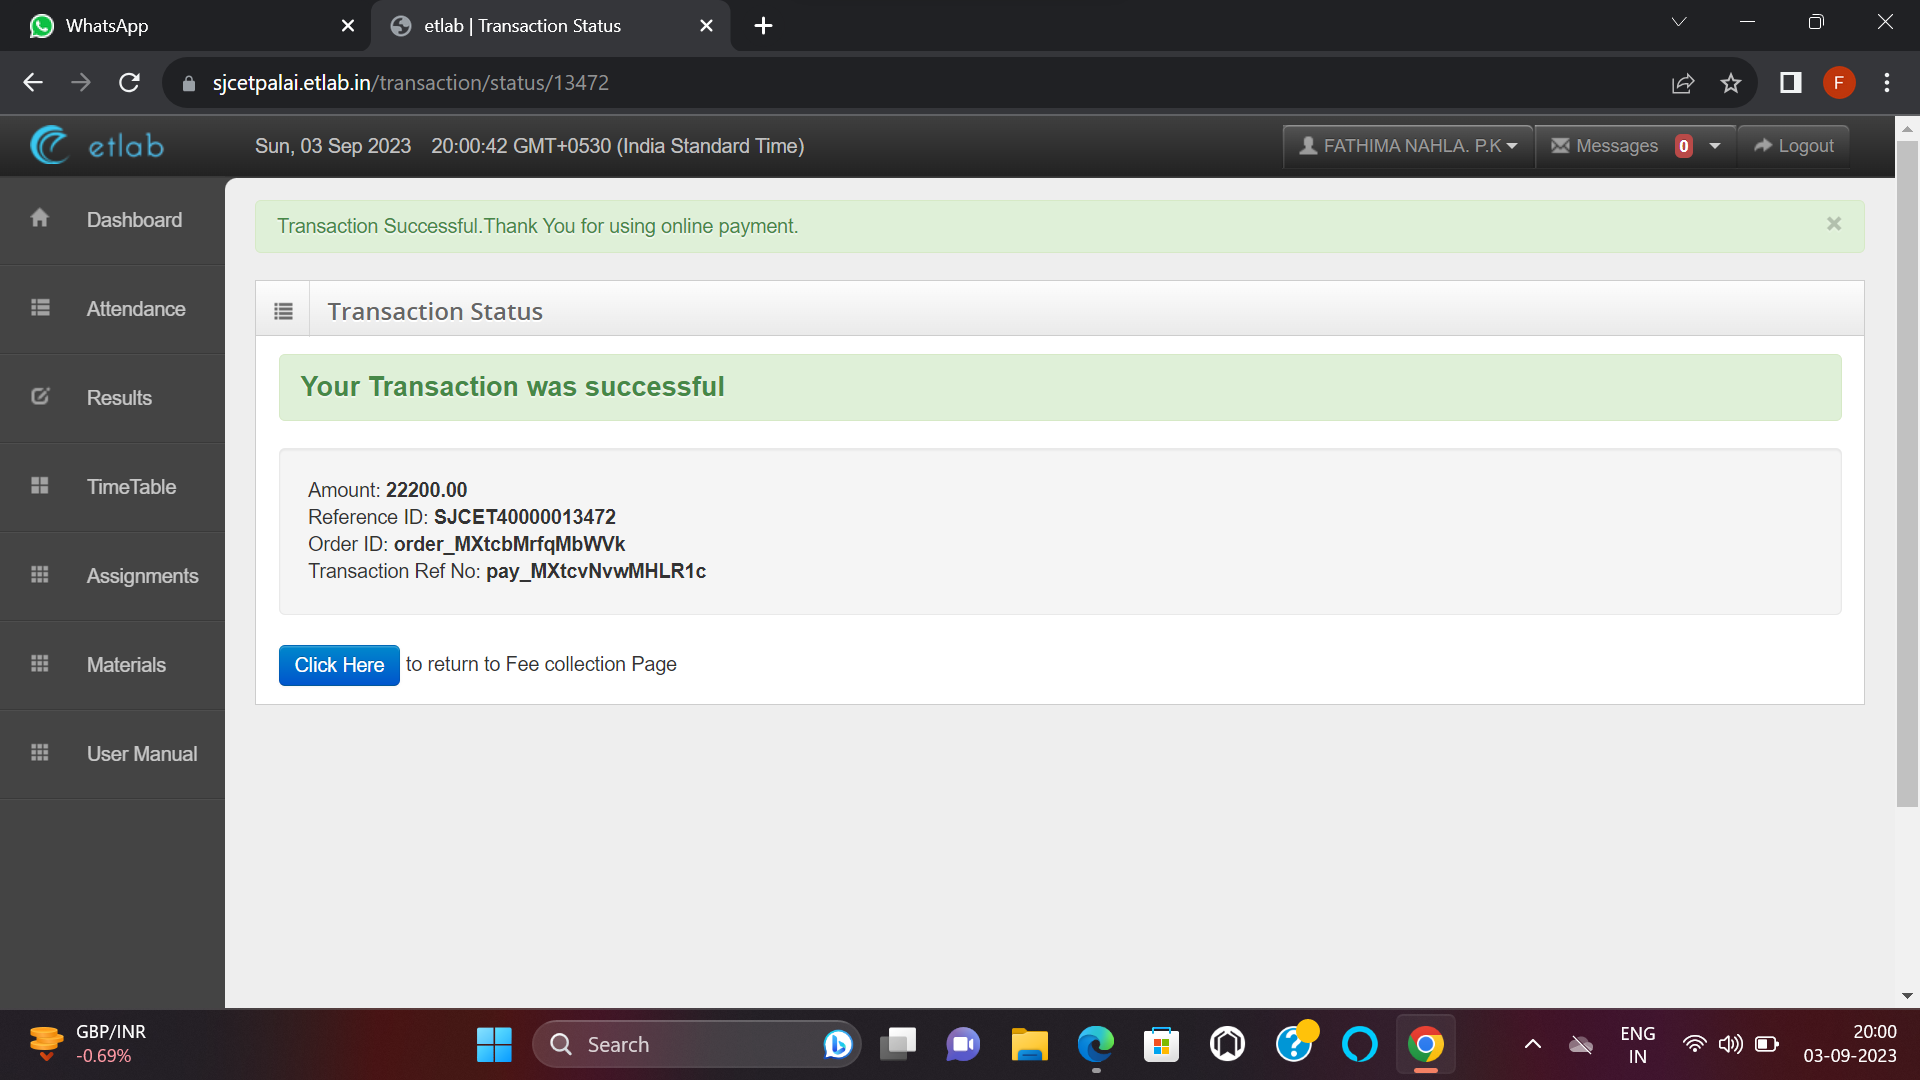 WhatsApp
etlab | Transaction Status
sjcetpalai.etlab.in/transaction/status/13472
F
etlab
Sun, 03 Sep 2023 20:00:42 GMT+0530 (India Standard Time)
FATHIMA NAHLA. P.K
Messages 0
Logout
Dashboard
Attendance
Results
TimeTable
Assignments
Materials
User Manual
Transaction Successful.Thank You for using online payment.
Transaction Status
Your Transaction was successful
Amount: 22200.00
Reference ID: SJCET40000013472
Order ID: order_MXtcbMrfqMbWVk
Transaction Ref No: pay_MXtcvNvwMHLR1c
Click Here to return to Fee collection Page
GBP/INR
-0.69%
Search
ENG
IN
20:00
03-09-2023